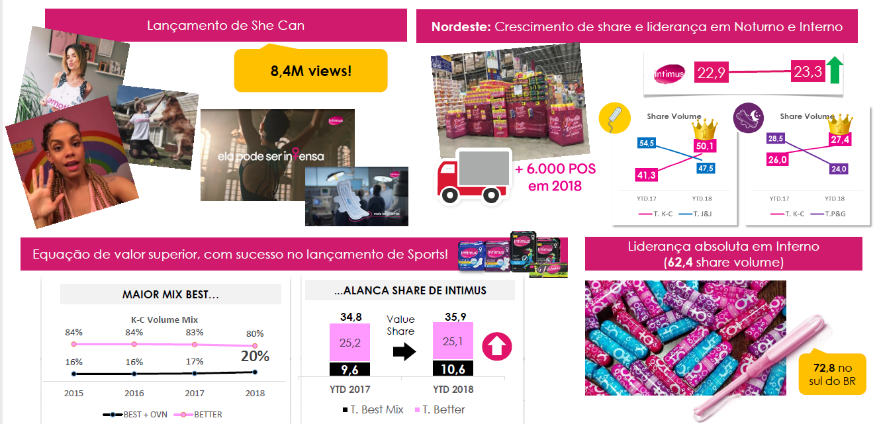 Lançamento de She Can
8,4M views!
intimus
ela pode ser in ensa
Nordeste: Crescimento de share e liderança em Noturno e Interno
intimus
22,9
23,3
+ 6.000 POS
em 2018
Share Volume
54,5
50,1
41,3
47,5
YTD.17
YTD.18
T. K-C
T. J&J
Share Volume
28,5
27,4
26,0
24,0
YTD.17
YTD.18
T. K-C
T.P&G
Equação de valor superior, com sucesso no lançamento de Sports!
MAIOR MIX BEST…
K-C Volume Mix
84%
84%
83%
80%
16%
16%
17%
20%
2015
2016
2017
2018
BEST + OVN
BETTER
...ALANCA SHARE DE INTIMUS
34,8
Value
Share
35,9
25,2
25,1
9,6
10,6
YTD 2017
YTD 2018
T. Best Mix
T. Better
Liderança absoluta em Interno
(62,4 share volume)
72,8 no
sul do BR